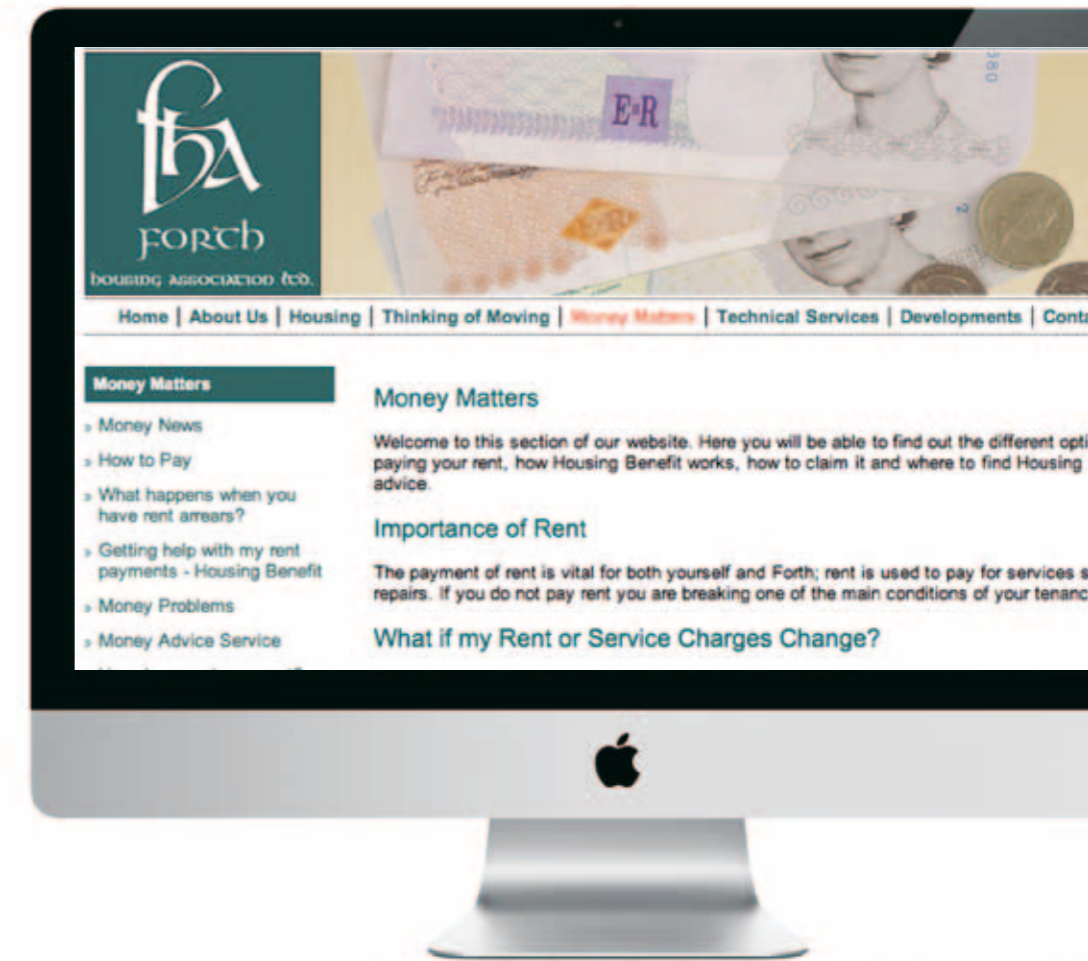 fha
FORTH
HOUSING ASSOCIATION LTD.
E R
980
2
Home | About Us | Housing | Thinking of Moving | Money Matters | Technical Services | Developments |
Money Matters
» Money News
» How to Pay
» What happens when you
have rent arrears?
» Getting help with my rent
payments - Housing Benefit
» Money Problems
» Money Advice Service
Money Matters
Welcome to this section of our website. Here you will be able to find out the different
paying your rent, how Housing Benefit works, how to claim it and where to find Housing
advice.
Importance of Rent
The payment of rent is vital for both yourself and Forth; rent is used to pay for services
repairs. If you do not pay rent you are breaking one of the main conditions of your
What if my Rent or Service Charges Change?